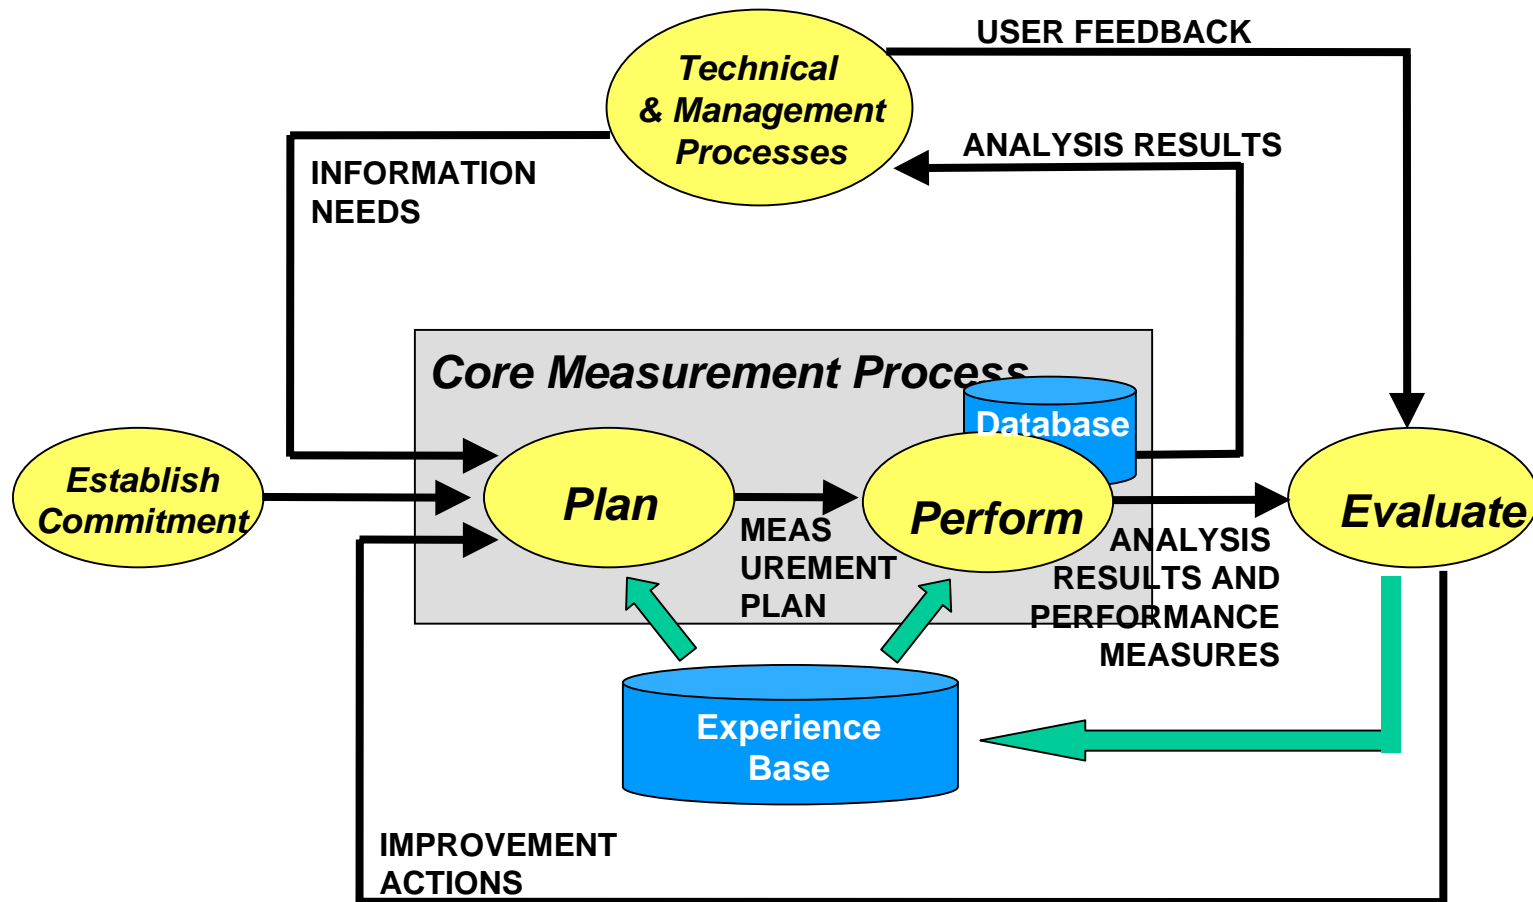 USER FEEDBACK
Technical
& Management
Processes
ANALYSIS RESULTS
INFORMATION
NEEDS
Core Measurement Process
Database
Establish
Commitment
Plan
Perform
Evaluate
MEAS
UREMENT
PLAN
ANALYSIS
RESULTS AND
PERFORMANCE
MEASURES
Experience
Base
IMPROVEMENT
ACTIONS